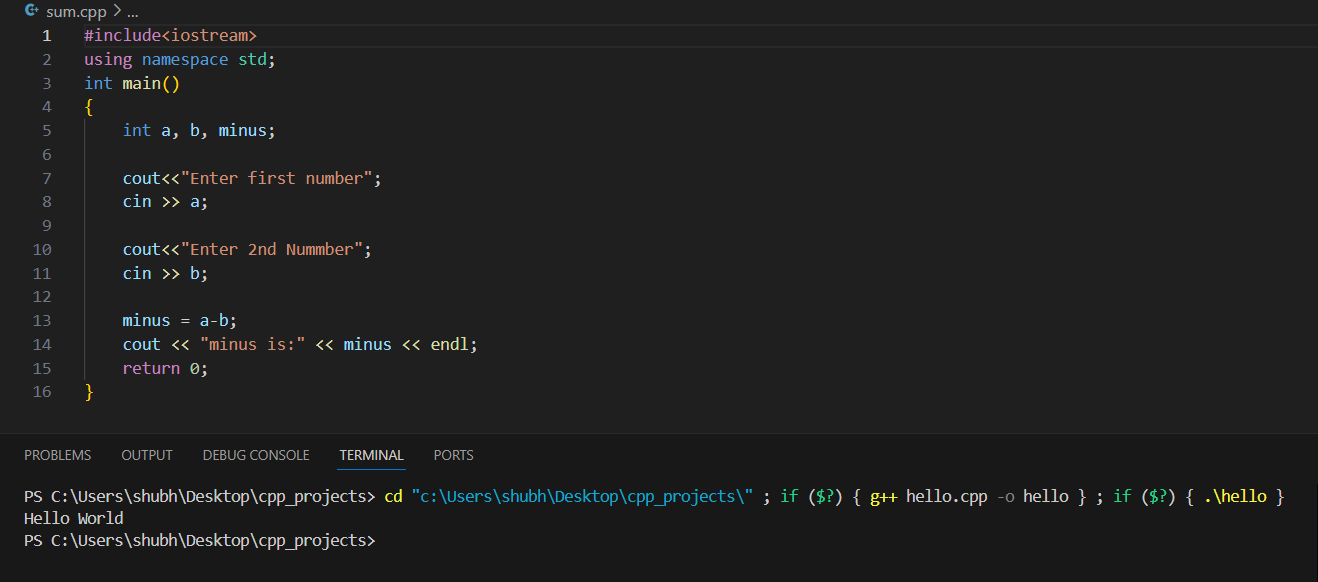 sum.cpp > ...
1 #include<iostream>
2 using namespace std;
3 int main()
4 {
5     int a, b, minus;
6
7     cout<<"Enter first number";
8     cin >> a;
9
10     cout<<"Enter 2nd Nummber";
11     cin >> b;
12
13     minus = a-b;
14     cout << "minus is:" << minus << endl;
15     return 0;
16 }
PROBLEMS OUTPUT DEBUG CONSOLE TERMINAL PORTS
PS C:\Users\shubh\Desktop\cpp_projects> cd "c:\Users\shubh\Desktop\cpp_projects\" ; if ($?) { g++ hello.cpp -o hello } ; if ($?) { .\hello }
Hello World
PS C:\Users\shubh\Desktop\cpp_projects>